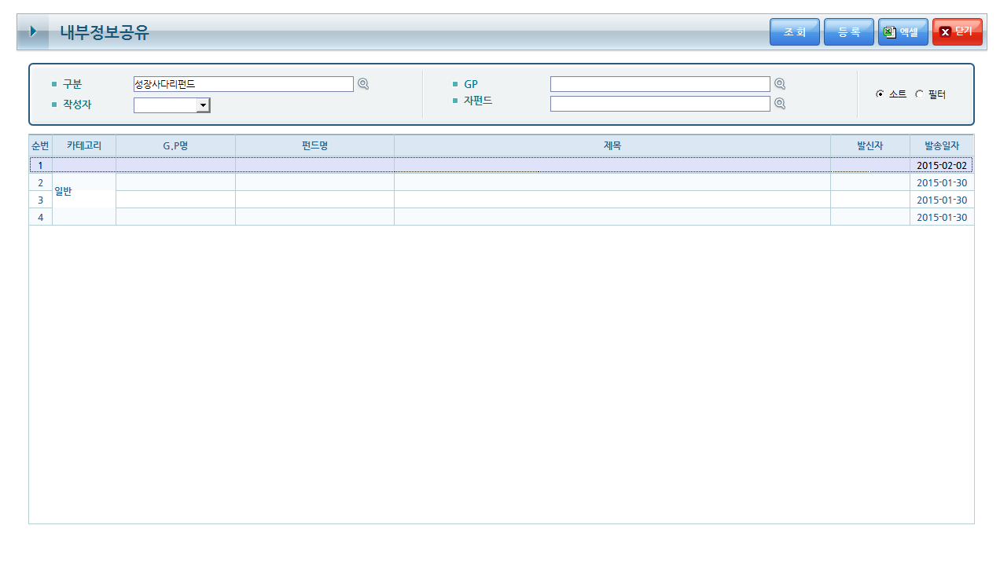 내부정보공유
조 회 등 록 엑셀 닫기
구분 성장사다리펀드 GP
작성자 자펀드
소트 필터
순번 카테고리 G.P명 펀드명 제목 발신자 발송일자
1 2015-02-02
2 2015-01-30
일반
3 2015-01-30
4 2015-01-30